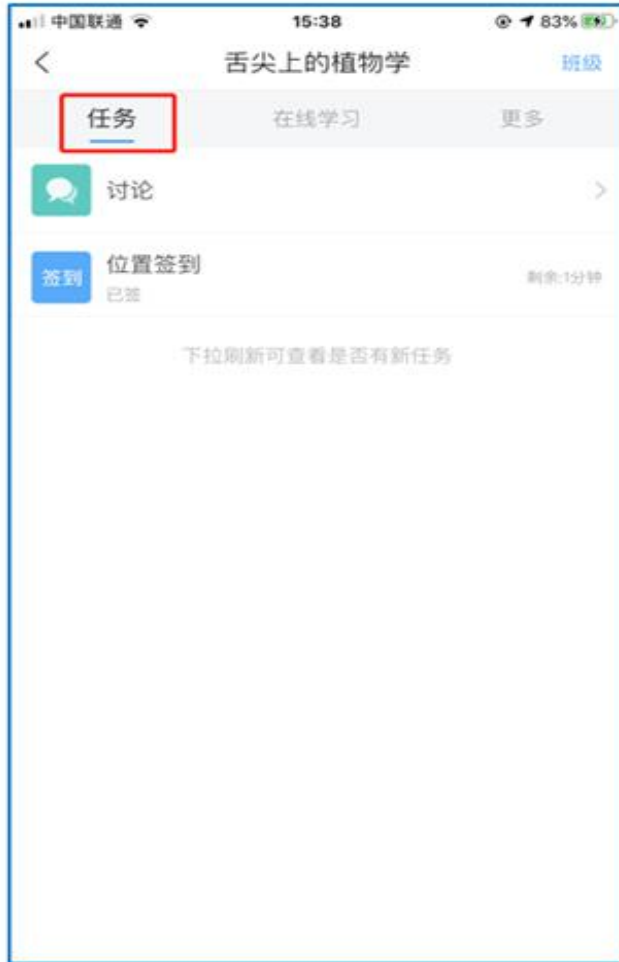 中国联通 15:38 83%
舌尖上的植物学 班级
任务 在线学习 更多
讨论
签到 位置签到 剩余:1分钟
已签
下拉刷新可查看是否有新任务